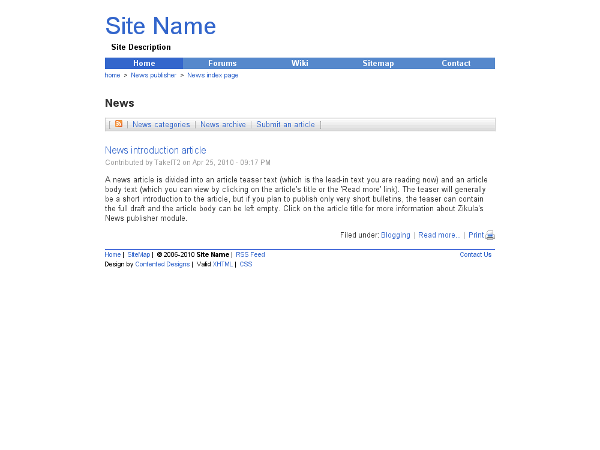 Site Name
Site Description
Home Forums Wiki Sitemap Contact
home > News publisher > News index page
News
| | News categories | News archive | Submit an article |
News introduction article
Contributed by TakeIT2 on Apr 25, 2010 - 09:17 PM
A news article is divided into an article teaser text (which is the lead-in text you are reading now) and an article
body text (which you can view by clicking on the article's title or the 'Read more' link). The teaser will generally
be a short introduction to the article, but if you plan to publish only very short bulletins, the teaser can contain
the full draft and the article body can be left empty. Click on the article title for more information about Zikula's
News publisher module.
Filed under: Blogging | Read more... | Print
Home | SiteMap | © 2006-2010 Site Name | RSS Feed Contact Us
Design by Contented Designs | Valid XHTML | CSS